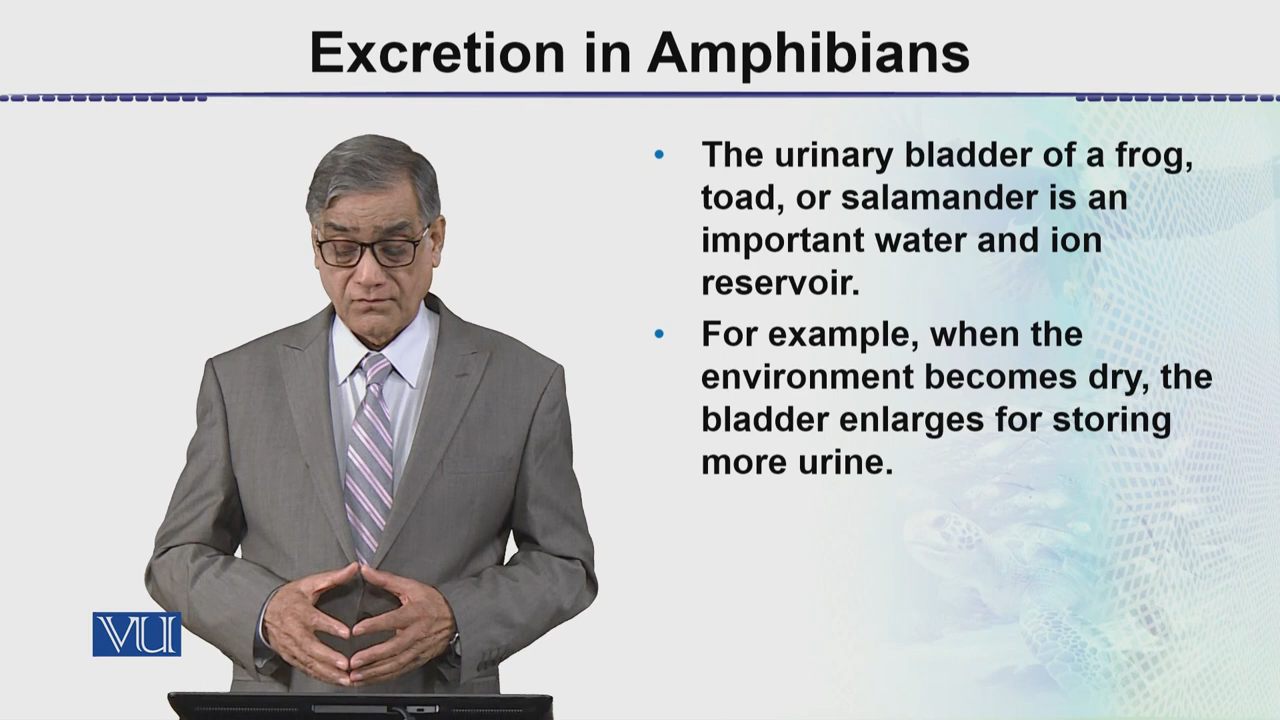 Excretion in Amphibians
• The urinary bladder of a frog,
toad, or salamander is an
important water and ion
reservoir.
• For example, when the
environment becomes dry, the
bladder enlarges for storing
more urine.
VU